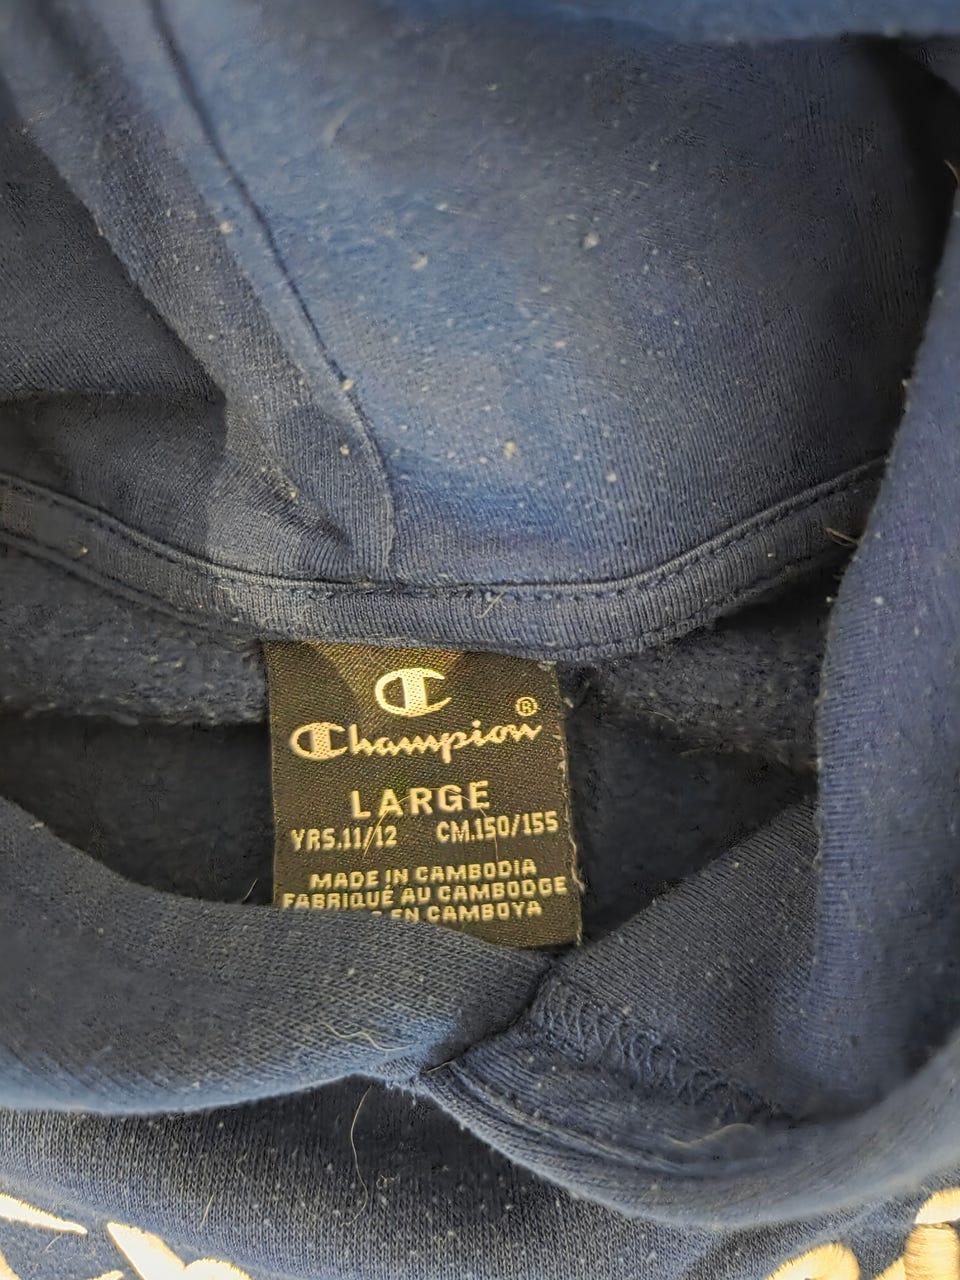 Champion®
LARGE
YRS.11/12 CM.150/155
MADE IN CAMBODIA
FABRIQUÉ AU CAMBODGE
EN CAMBOYA